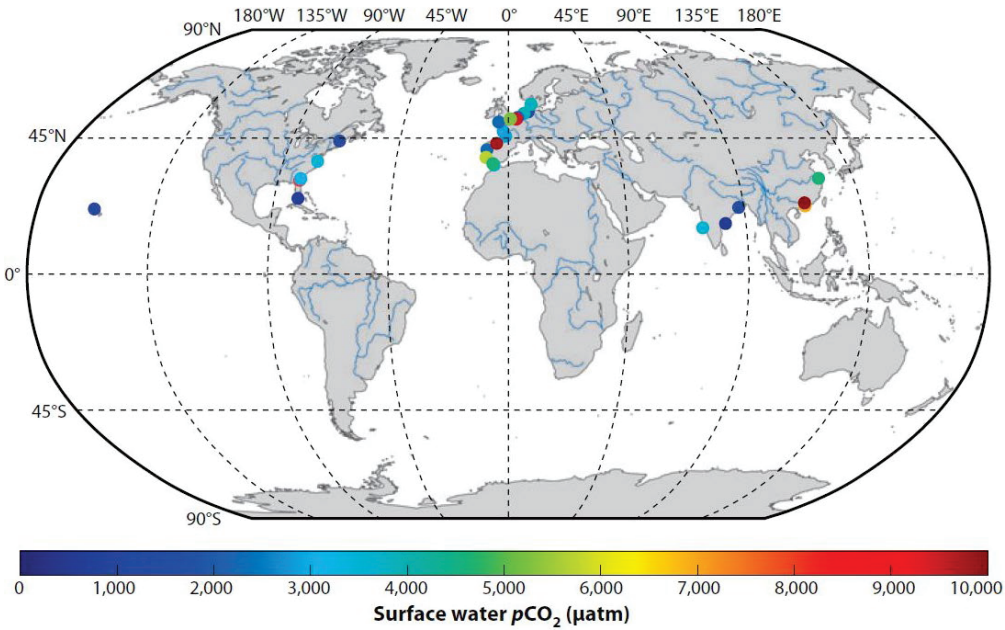 180°W 135°W 90°W 45°W 0° 45°E 90°E 135°E 180°E
90°N
45°N
0°
45°S
90°S
0 1,000 2,000 3,000 4,000 5,000 6,000 7,000 8,000 9,000 10,000
Surface water pCO₂ (μatm)